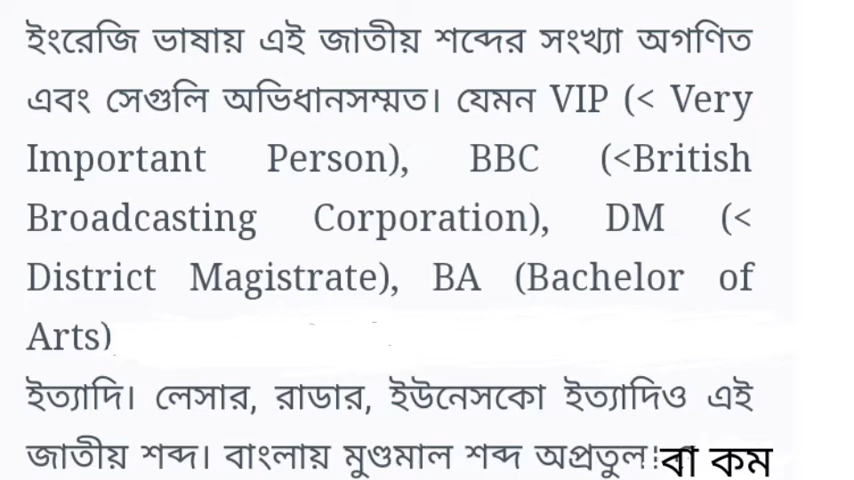 ইংরেজি ভাষায় এই জাতীয় শব্দের সংখ্যা অগণিত
এবং সেগুলি অভিধানসম্মত। যেমন VIP (< Very
Important Person), BBC (<British
Broadcasting Corporation), DM (<
District Magistrate), BA (Bachelor of
Arts)
ইত্যাদি। লেসার, রাডার, ইউনেসকো ইত্যাদিও এই
জাতীয় শব্দ। বাংলায় মুণ্ডমাল শব্দ অপ্রতুল। বা কম